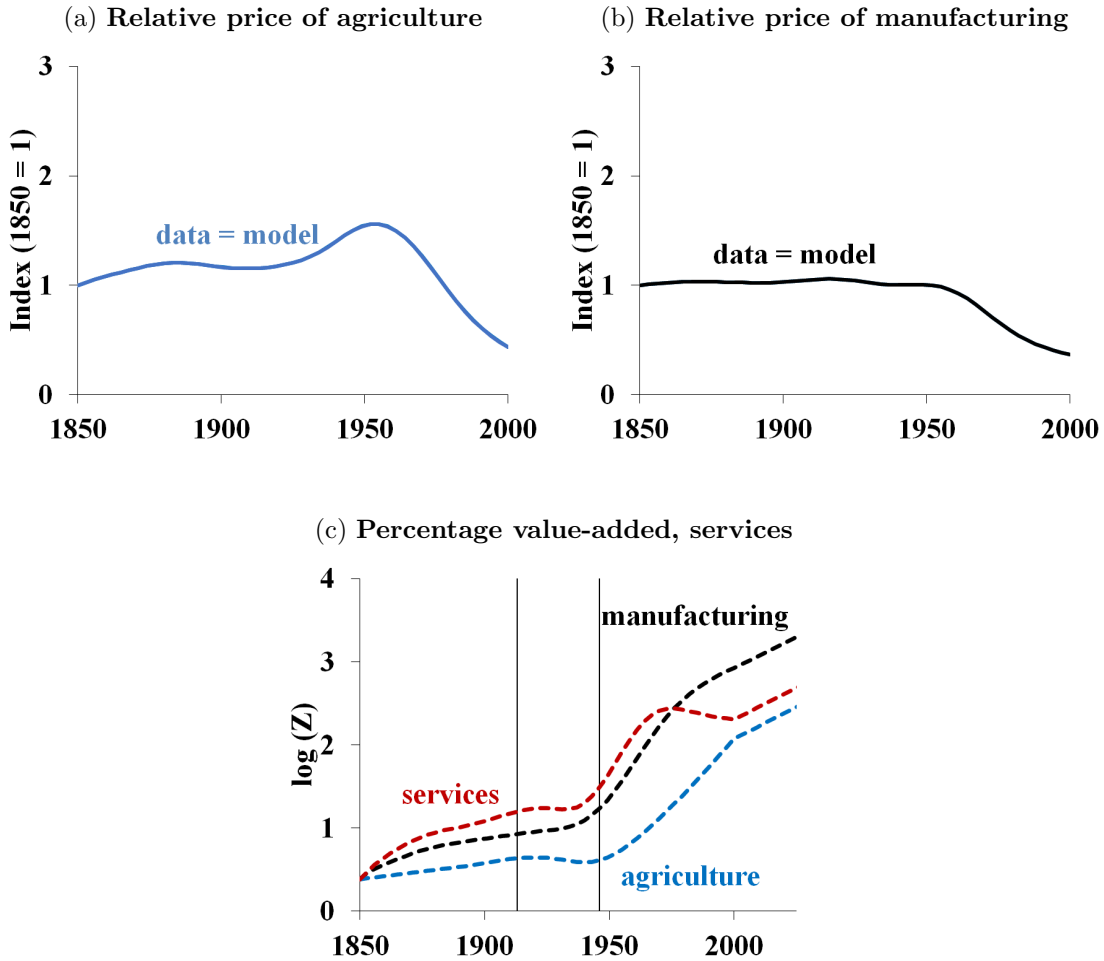 (a) Relative price of agriculture
Index (1850 = 1)
3
2
1
0
data = model
1850 1900 1950 2000
(b) Relative price of manufacturing
Index (1850 = 1)
3
2
1
0
data = model
1850 1900 1950 2000
(c) Percentage value-added, services
log (Z)
4
3
2
1
0
manufacturing
services
agriculture
1850 1900 1950 2000